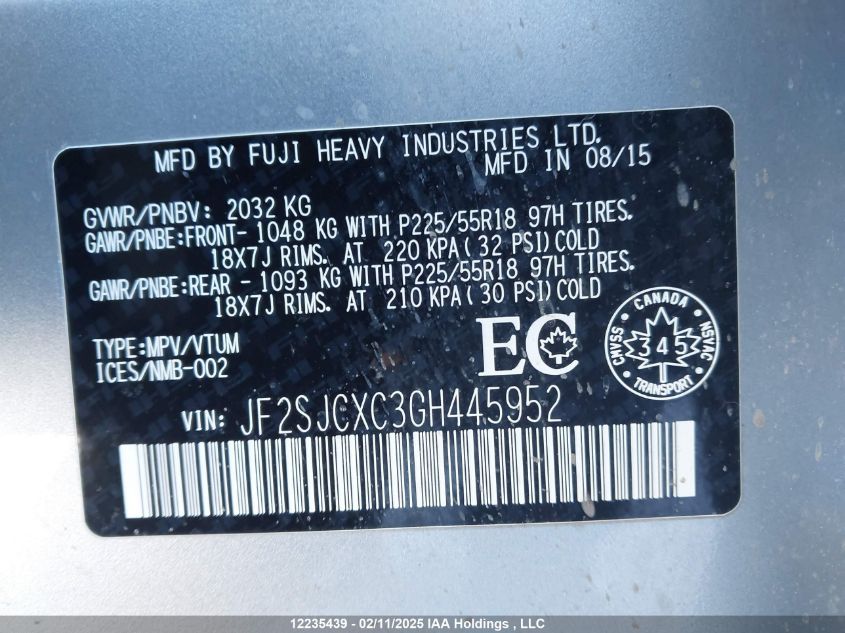 MFD BY FUJI HEAVY INDUSTRIES LTD.
MFD IN 08/15
GVWR/PNBV: 2032 KG
GAWR/PNBE:FRONT- 1048 KG WITH P225/55R18 97H TIRES.
18X7J RIMS. AT 220 KPA(32 PSI)COLD
GAWR/PNBE:REAR - 1093 KG WITH P225/55R18 97H TIRES.
18X7J RIMS. AT 210 KPA(30 PSI)COLD
TYPE:MPV/VTUM
ICES/NMB-002
EC
CANADA
CMVSS
345
NSVAC
TRANSPORT
VIN: JF2SJCXC3GH445952
12235439 - 02/11/2025 IAA Holdings , LLC